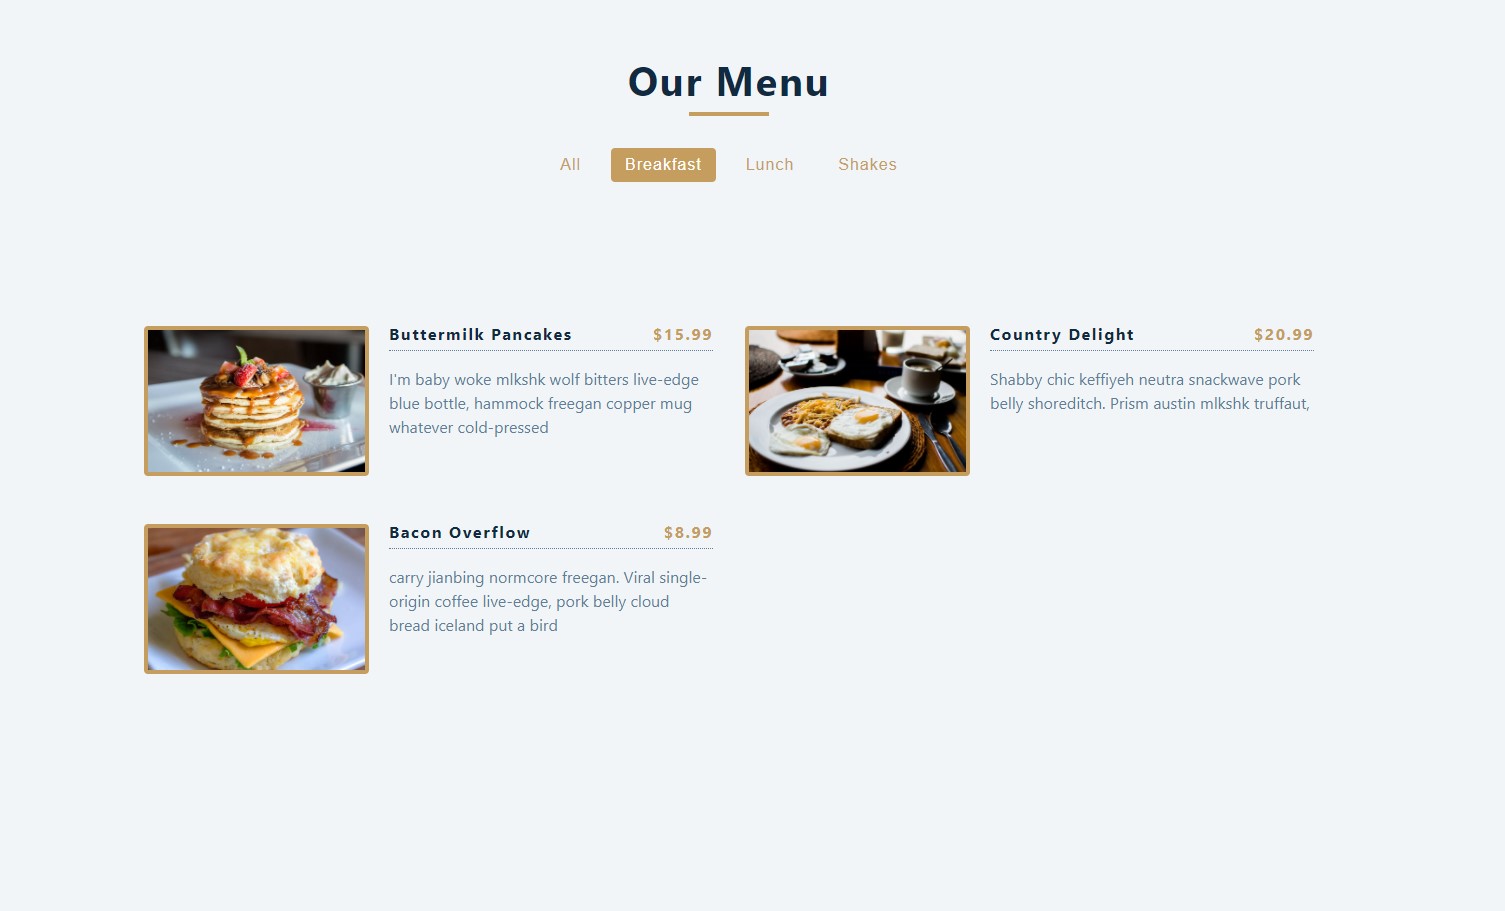 Our Menu
All Breakfast Lunch Shakes
Buttermilk Pancakes $15.99
I'm baby woke mlkshk wolf bitters live-edge
blue bottle, hammock freegan copper mug
whatever cold-pressed
Country Delight $20.99
Shabby chic keffiyeh neutra snackwave pork
belly shoreditch. Prism austin mlkshk truffaut,
Bacon Overflow $8.99
carry jianbing normcore freegan. Viral single-
origin coffee live-edge, pork belly cloud
bread iceland put a bird